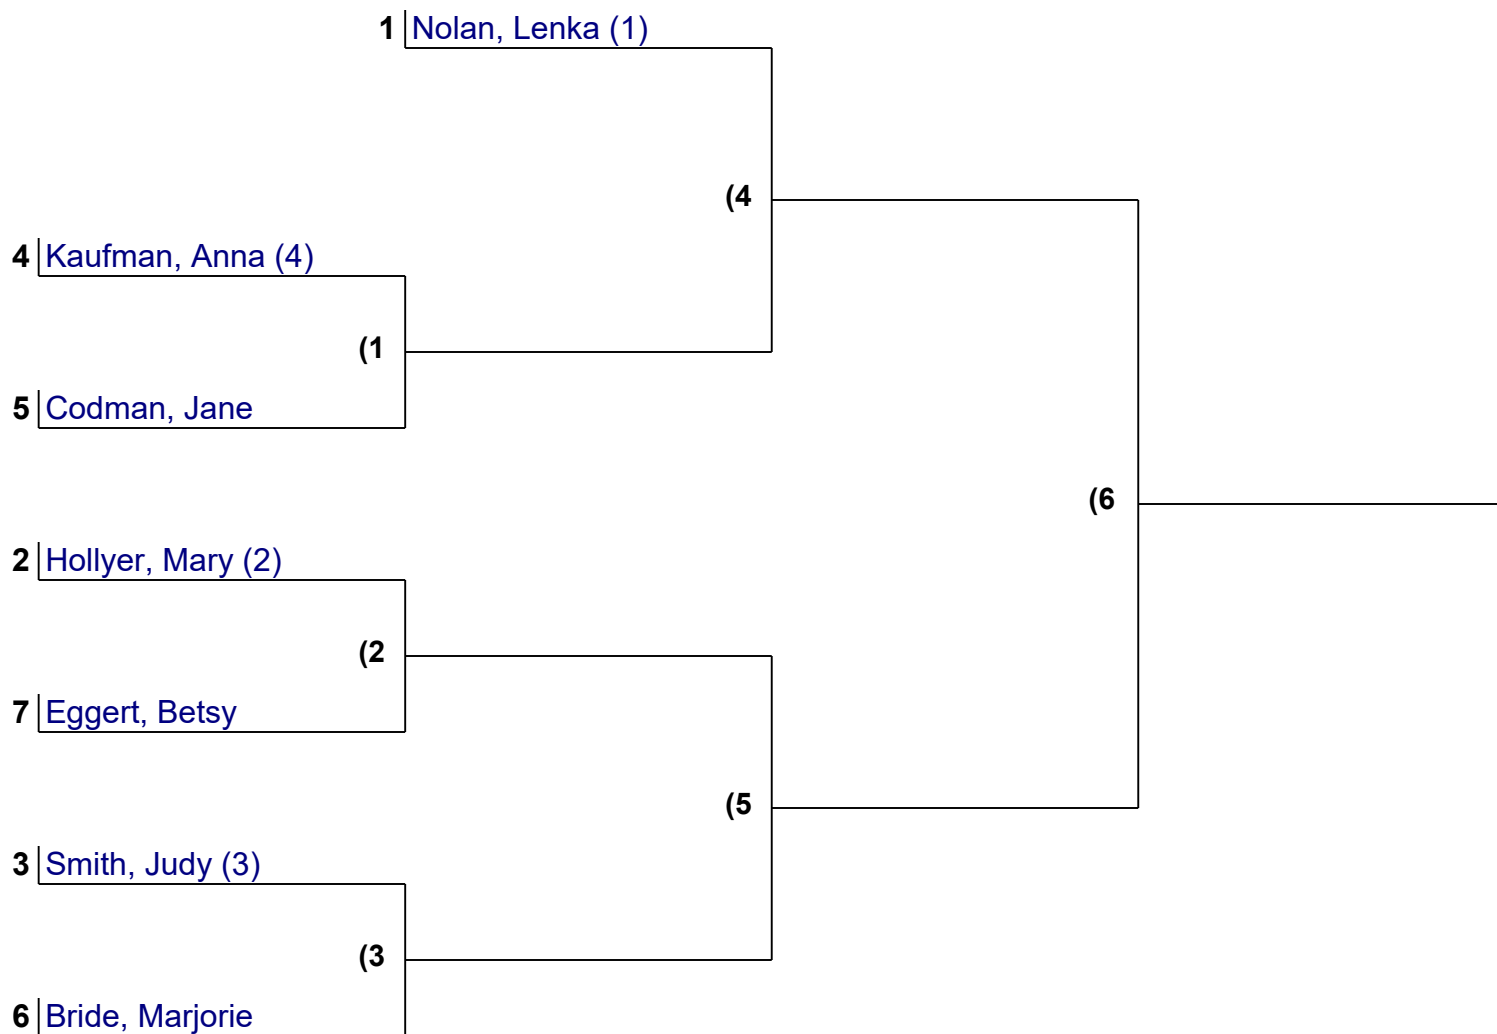 1 Nolan, Lenka (1)
(4
4 Kaufman, Anna (4)
(1
5 Codman, Jane
(6
2 Hollyer, Mary (2)
(2
7 Eggert, Betsy
(5
3 Smith, Judy (3)
(3
6 Bride, Marjorie